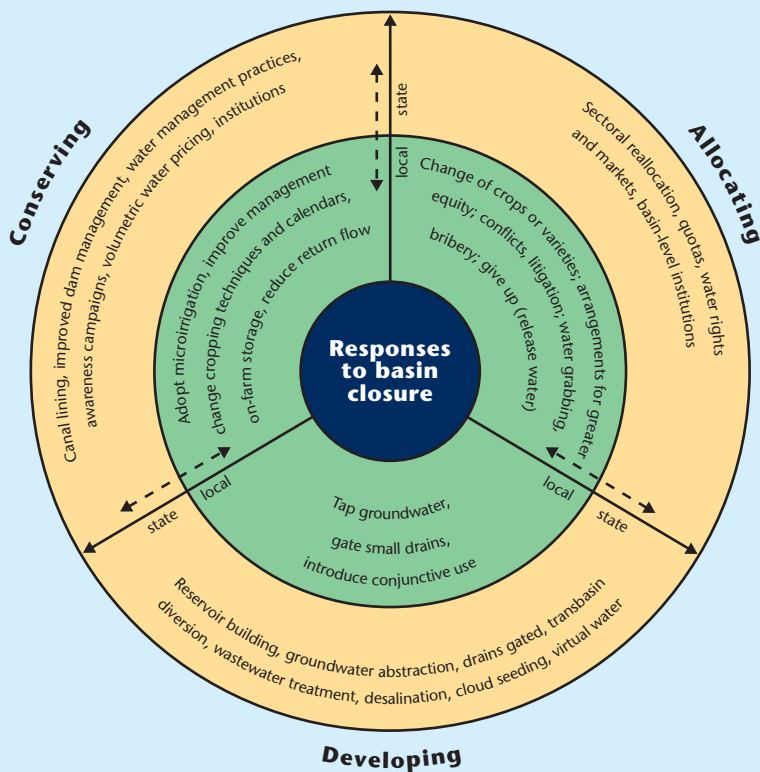 Responses
to basin
closure
Conserving
Canal lining, improved dam management, water management practices,
awareness campaigns, volumetric water pricing, institutions
Adopt microirrigation, improve management
change cropping techniques and calendars,
on-farm storage, reduce return flow
state
local
Allocating
Sectoral reallocation, quotas, water rights
and markets, basin-level institutions
Change of crops or varieties; arrangements for greater
equity; conflicts, litigation; water grabbing,
bribery; give up (release water)
local
state
local
state
Tap groundwater,
gate small drains,
introduce conjunctive use
Reservoir building, groundwater abstraction, drains gated, transbasin
diversion, wastewater treatment, desalination, cloud seeding, virtual water
Developing